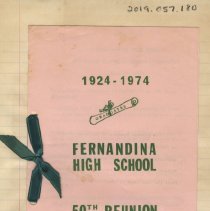 2019.057.180
1924-1974
FERNANDINA
HIGH SCHOOL
50TH REUNION